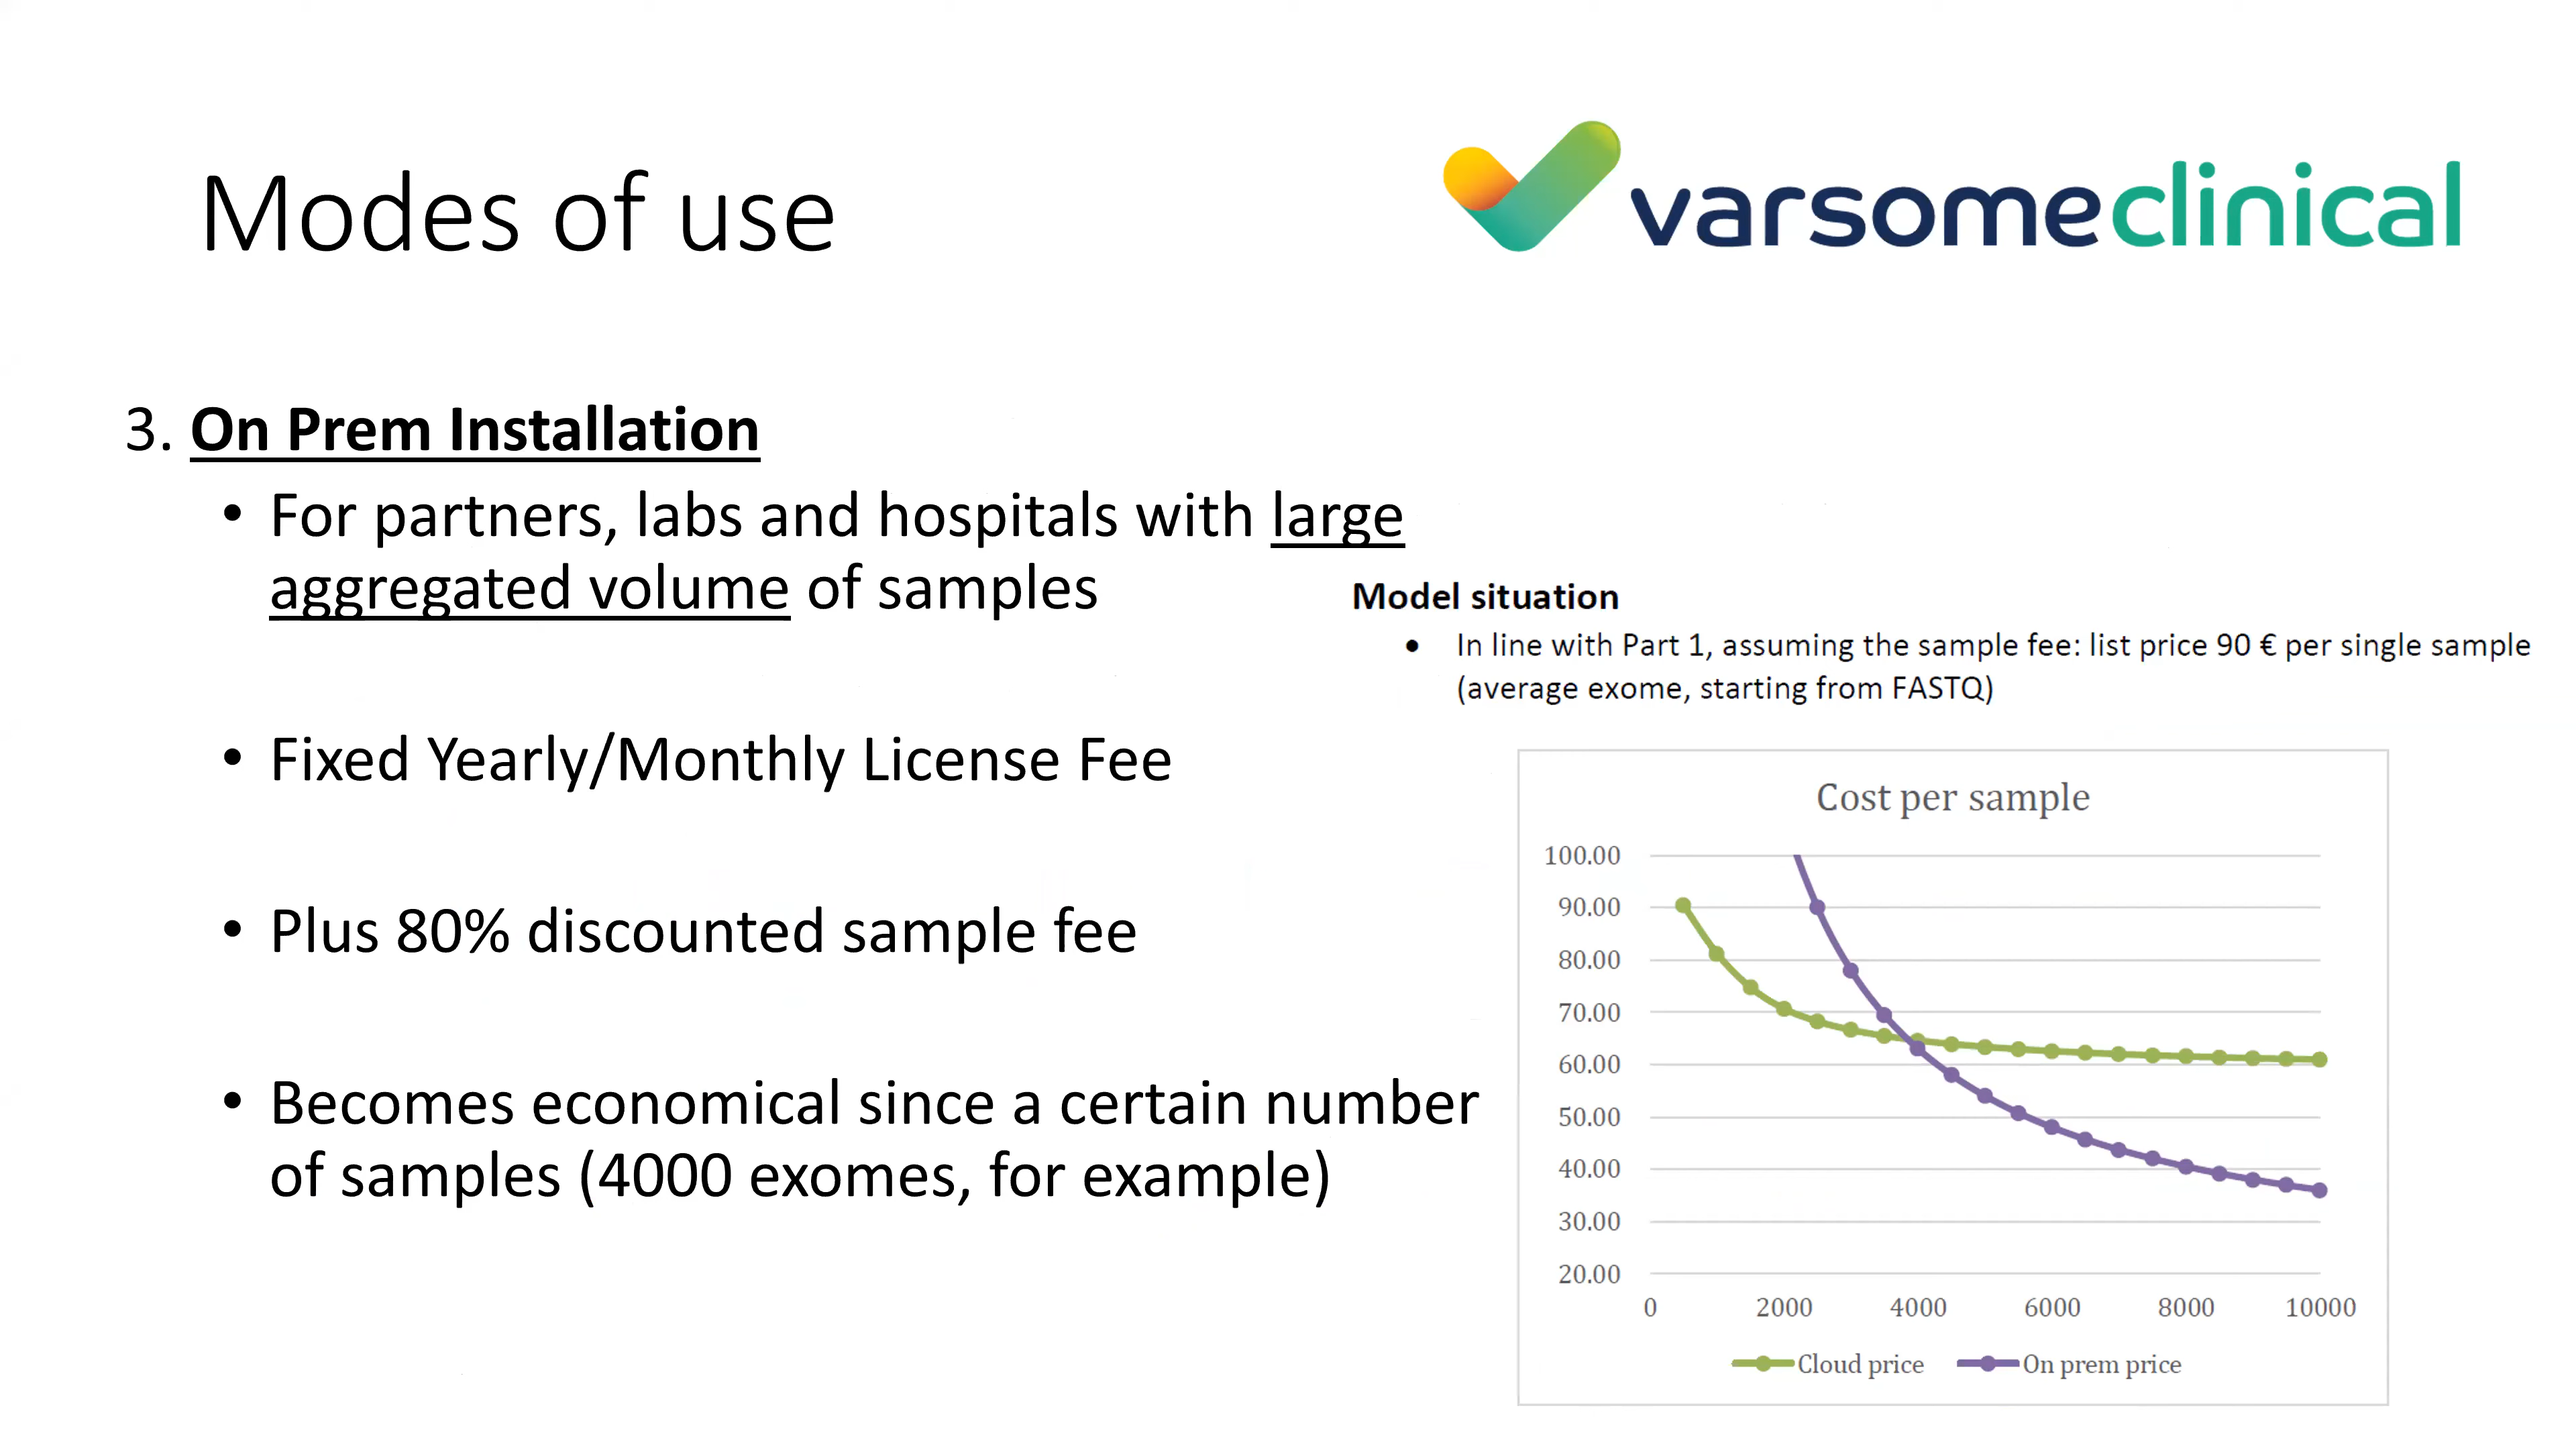 Modes of use
varsomeclinical
3. On Prem Installation
• For partners, labs and hospitals with large
aggregated volume of samples
• Fixed Yearly/Monthly License Fee
• Plus 80% discounted sample fee
• Becomes economical since a certain number
of samples (4000 exomes, for example)
Model situation
• In line with Part 1, assuming the sample fee: list price 90 € per single sample
(average exome, starting from FASTQ)
Cost per sample
100.00
90.00
80.00
70.00
60.00
50.00
40.00
30.00
20.00
0 2000 4000 6000 8000 10000
Cloud price On prem price